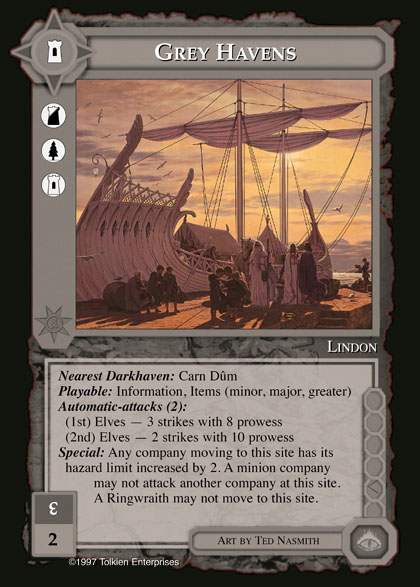 GREY HAVENS
LINDON
Nearest Darkhaven: Carn Dûm
Playable: Information, Items (minor, major, greater)
Automatic-attacks (2):
(1st) Elves — 3 strikes with 8 prowess
(2nd) Elves — 2 strikes with 10 prowess
Special: Any company moving to this site has its
hazard limit increased by 2. A minion company
may not attack another company at this site.
A Ringwraith may not move to this site.
ε
2
ART BY TED NASMITH
©1997 Tolkien Enterprises